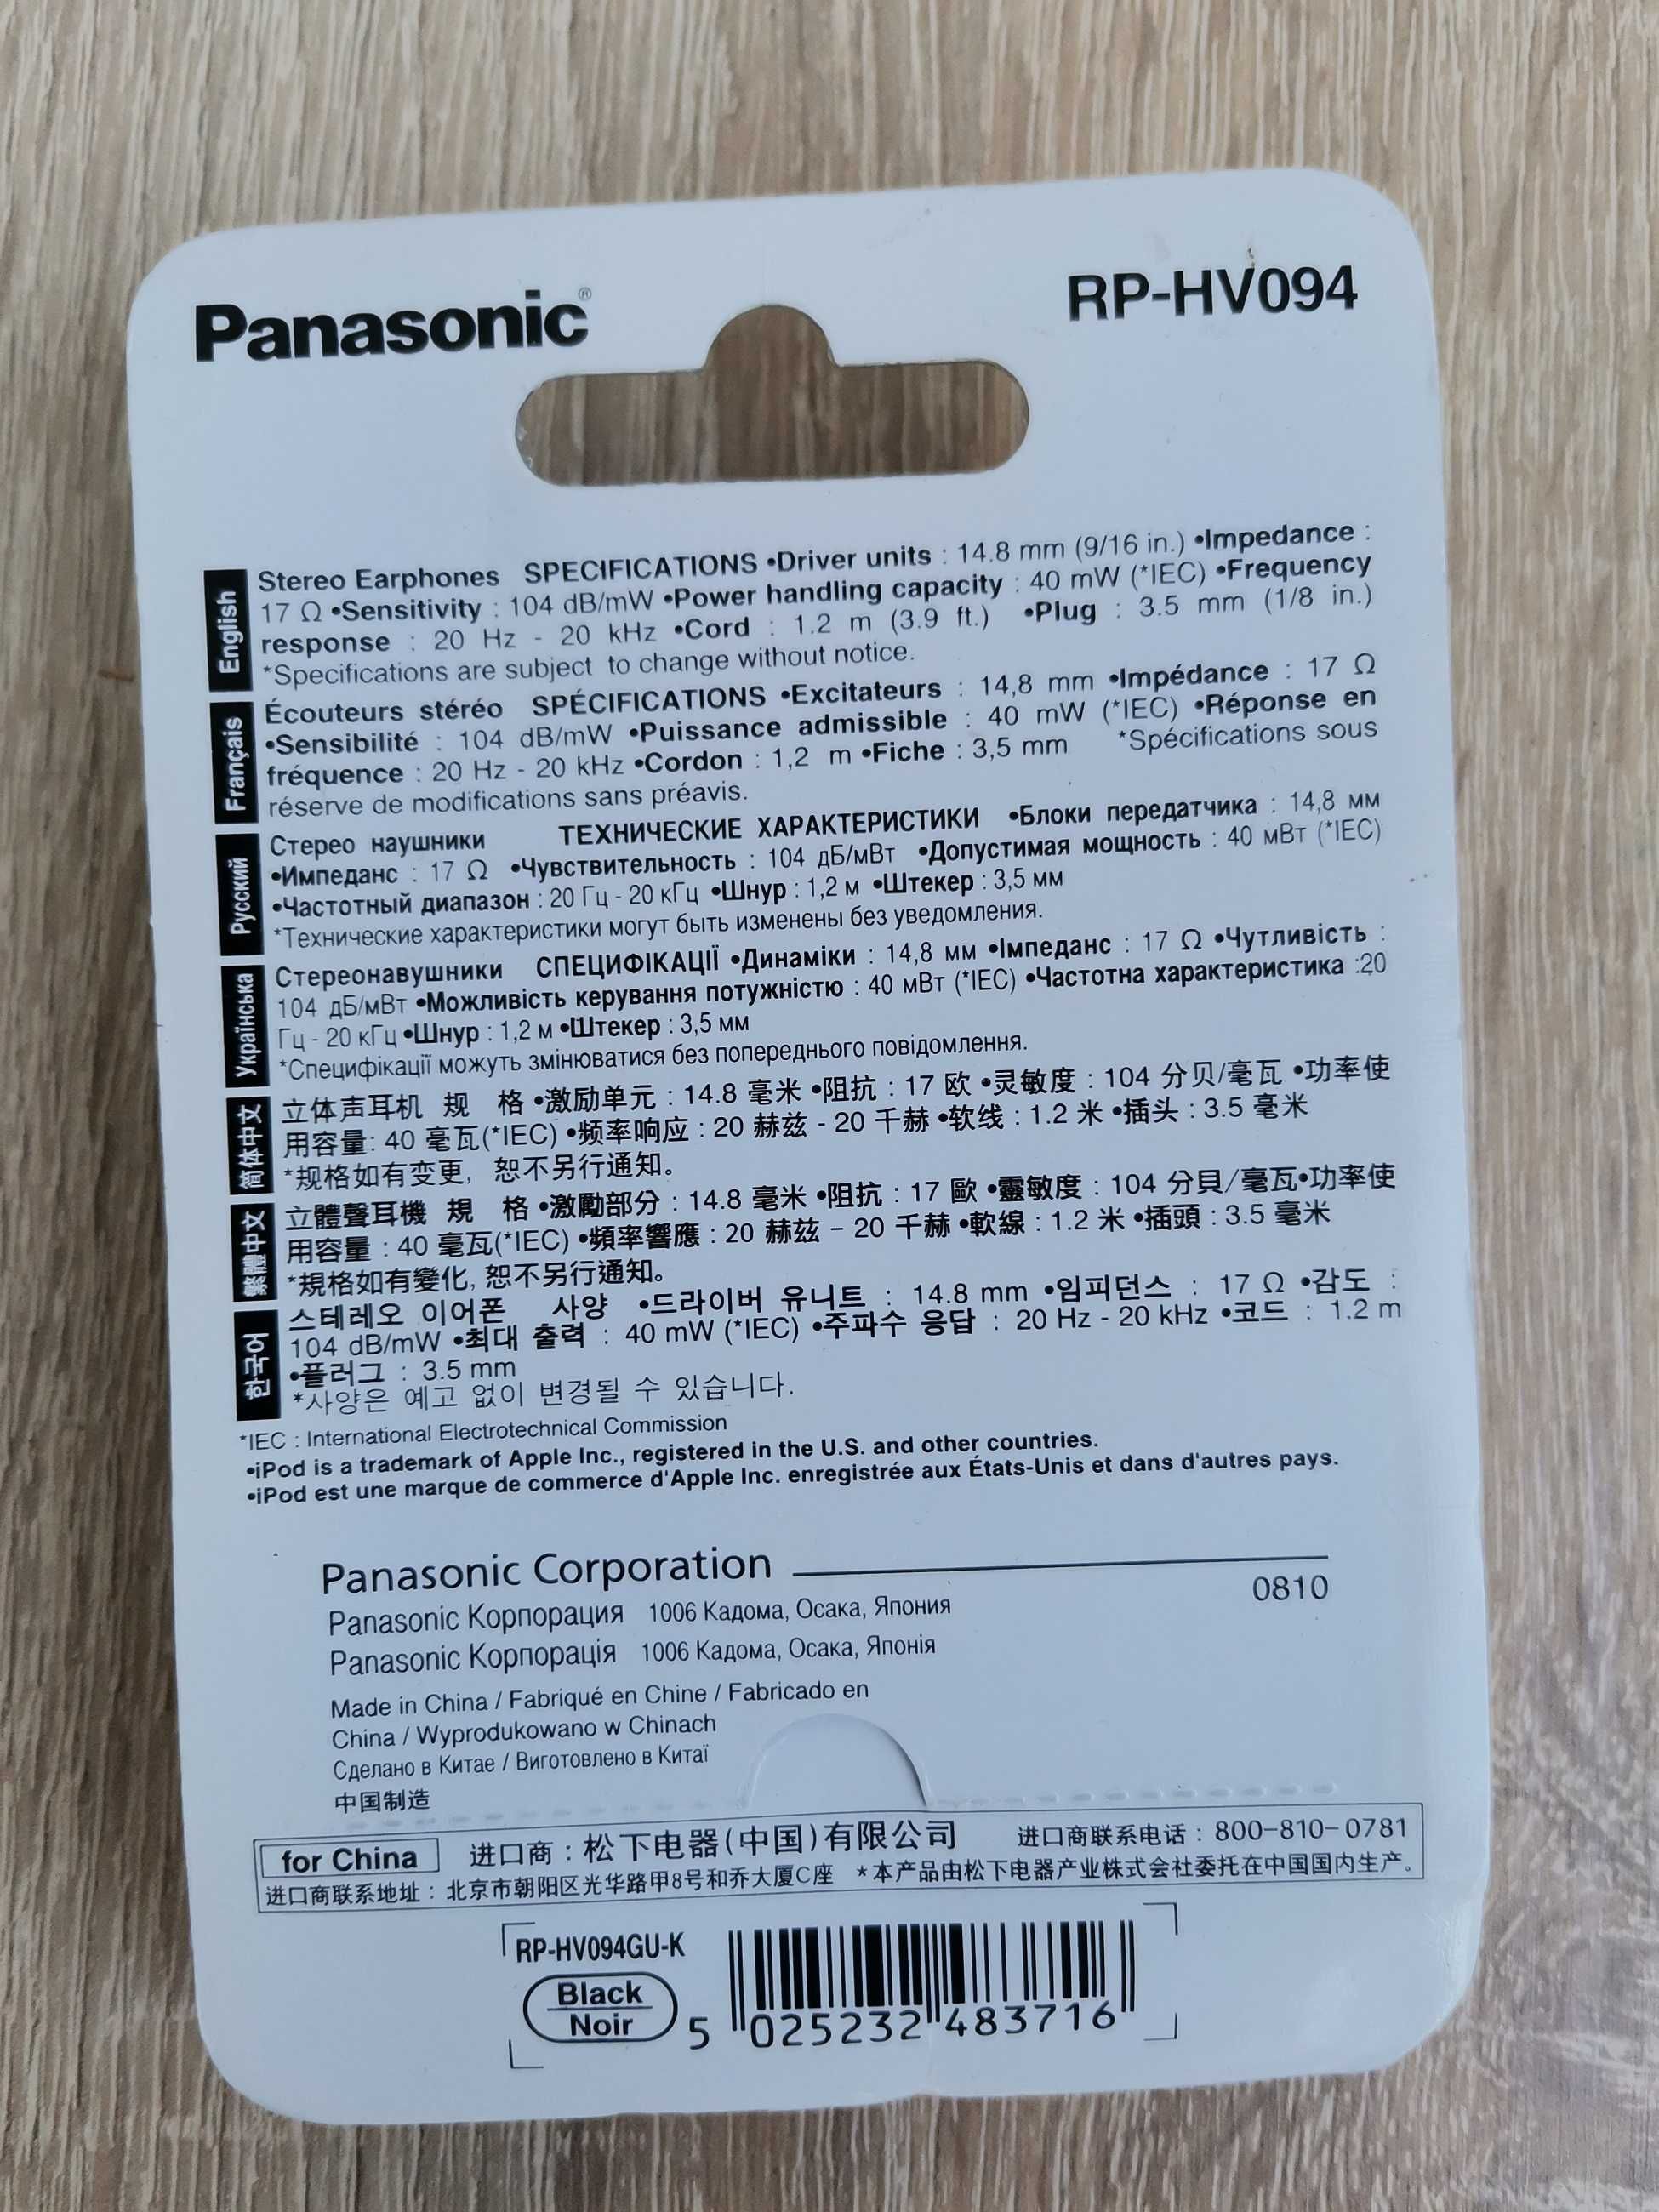 Panasonic®
RP-HV094
English
Stereo Earphones SPECIFICATIONS •Driver units : 14.8 mm (9/16 in.) •Impedance :
17 Ω •Sensitivity : 104 dB/mW •Power handling capacity : 40 mW (*IEC) •Frequency
response : 20 Hz - 20 kHz •Cord : 1.2 m (3.9 ft.) •Plug : 3.5 mm (1/8 in.)
*Specifications are subject to change without notice.
Français
Écouteurs stéréo SPÉCIFICATIONS •Excitateurs : 14,8 mm •Impédance : 17 Ω
•Sensibilité : 104 dB/mW •Puissance admissible : 40 mW (*IEC) •Réponse en
fréquence : 20 Hz - 20 kHz •Cordon : 1,2 m •Fiche : 3,5 mm *Spécifications sous
réserve de modifications sans préavis.
Русский
Стерео наушники ТЕХНИЧЕСКИЕ ХАРАКТЕРИСТИКИ •Блоки передатчика : 14,8 мм
•Импеданс : 17 Ω •Чувствительность : 104 дБ/мВт •Допустимая мощность : 40 мВт (*IEC)
•Частотный диапазон : 20 Гц - 20 кГц •Шнур : 1,2 м •Штекер : 3,5 мм
*Технические характеристики могут быть изменены без уведомления.
Українська
Стереонавушники СПЕЦИФІКАЦІЇ •Динаміки : 14,8 мм •Імпеданс : 17 Ω •Чутливість :
104 дБ/мВт •Можливість керування потужністю : 40 мВт (*IEC) •Частотна характеристика :20
Гц - 20 кГц •Шнур : 1,2 м •Штекер : 3,5 мм
*Специфікації можуть змінюватися без попереднього повідомлення.
简体中文
立体声耳机 规 格 •激励单元 : 14.8 毫米 •阻抗 : 17 欧 •灵敏度 : 104 分贝/毫瓦 •功率使
用容量: 40 毫瓦(*IEC) •频率响应 : 20 赫兹 - 20 千赫 •软线 : 1.2 米 •插头 : 3.5 毫米
*规格如有变更, 恕不另行通知。
繁體中文
立體聲耳機 規 格 •激勵部分 : 14.8 毫米 •阻抗 : 17 歐 •靈敏度 : 104 分貝/毫瓦•功率使
用容量 : 40 毫瓦(*IEC) •頻率響應 : 20 赫兹 – 20 千赫 •軟線 : 1.2 米 •插頭 : 3.5 毫米
*規格如有變化, 恕不另行通知。
한국어
스테레오 이어폰 사양 •드라이버 유니트 : 14.8 mm •임피던스 : 17 Ω •감도 :
104 dB/mW •최대 출력 : 40 mW (*IEC) •주파수 응답 : 20 Hz - 20 kHz •코드 : 1.2 m
•플러그 : 3.5 mm
*사양은 예고 없이 변경될 수 있습니다.
*IEC : International Electrotechnical Commission
•iPod is a trademark of Apple Inc., registered in the U.S. and other countries.
•iPod est une marque de commerce d'Apple Inc. enregistrée aux États-Unis et dans d'autres pays.
Panasonic Corporation
0810
Panasonic Корпорация 1006 Кадома, Осака, Япония
Panasonic Корпорація 1006 Кадома, Осака, Японія
Made in China / Fabriqué en Chine / Fabricado en
China / Wyprodukowano w Chinach
Сделано в Китае / Виготовлено в Китаї
中国制造
for China 进口商 : 松下电器(中国)有限公司 进口商联系电话 : 800-810-0781
进口商联系地址 : 北京市朝阳区光华路甲8号和乔大厦C座 *本产品由松下电器产业株式会社委托在中国国内生产。
RP-HV094GU-K
Black
Noir
5 025232 483716